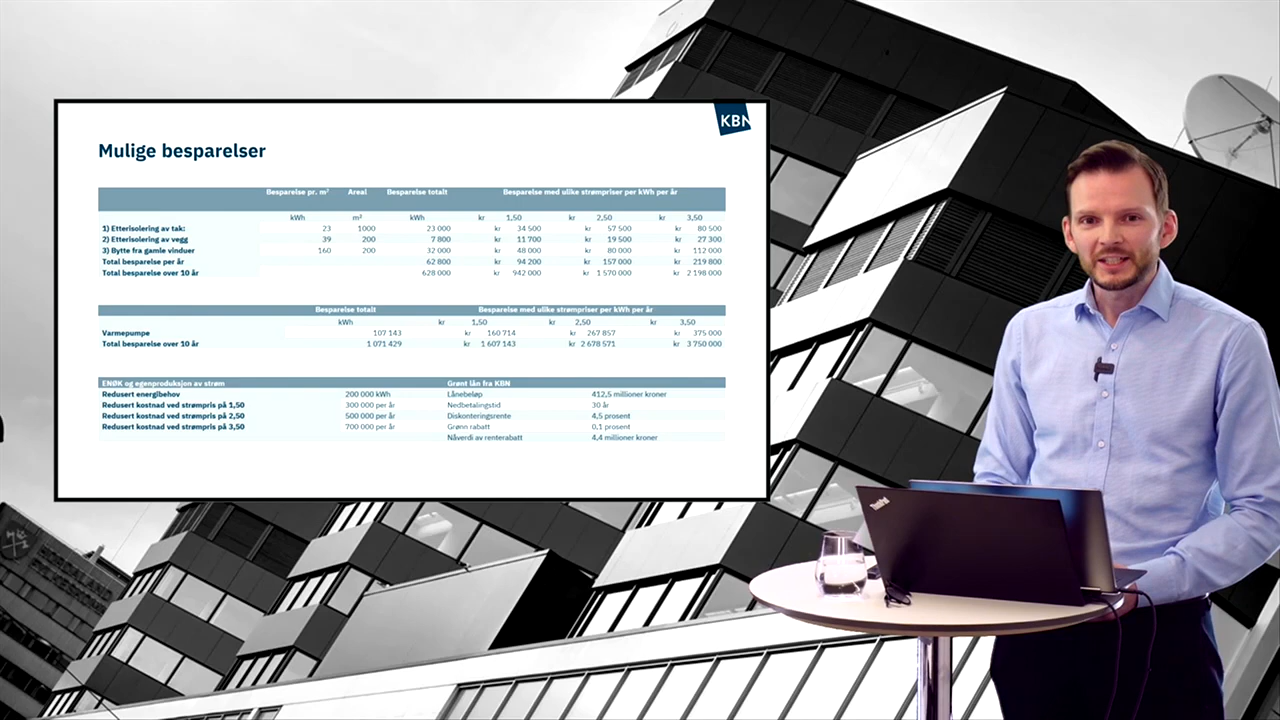 KBN
Mulige besparelser
Besparelse pr. m² Areal Besparelse totalt Besparelse med ulike strømpriser per kWh per år
kWh m² kWh kr 1,50 kr 2,50 kr 3,50
1) Etterisolering av tak: 23 1000 23 000 kr 34 500 kr 57 500 kr 80 500
2) Etterisolering av vegg 39 200 7 800 kr 11 700 kr 19 500 kr 27 300
3) Bytte fra gamle vinduer 160 200 32 000 kr 48 000 kr 80 000 kr 112 000
Total besparelse per år 62 800 kr 94 200 kr 157 000 kr 219 800
Total besparelse over 10 år 628 000 kr 942 000 kr 1 570 000 kr 2 198 000
Besparelse totalt Besparelse med ulike strømpriser per kWh per år
kWh kr 1,50 kr 2,50 kr 3,50
Varmepumpe 107 143 kr 160 714 kr 267 857 kr 375 000
Total besparelse over 10 år 1 071 429 kr 1 607 143 kr 2 678 571 kr 3 750 000
ENØK og egenproduksjon av strøm Grønt lån fra KBN
Redusert energibehov 200 000 kWh Lånebeløp 412,5 millioner kroner
Redusert kostnad ved strømpris på 1,50 300 000 per år Nedbetalingstid 30 år
Redusert kostnad ved strømpris på 2,50 500 000 per år Diskonteringsrente 4,5 prosent
Redusert kostnad ved strømpris på 3,50 700 000 per år Grønn rabatt 0,1 prosent
Nåverdi av renterabatt 4,4 millioner kroner
ThinkPad